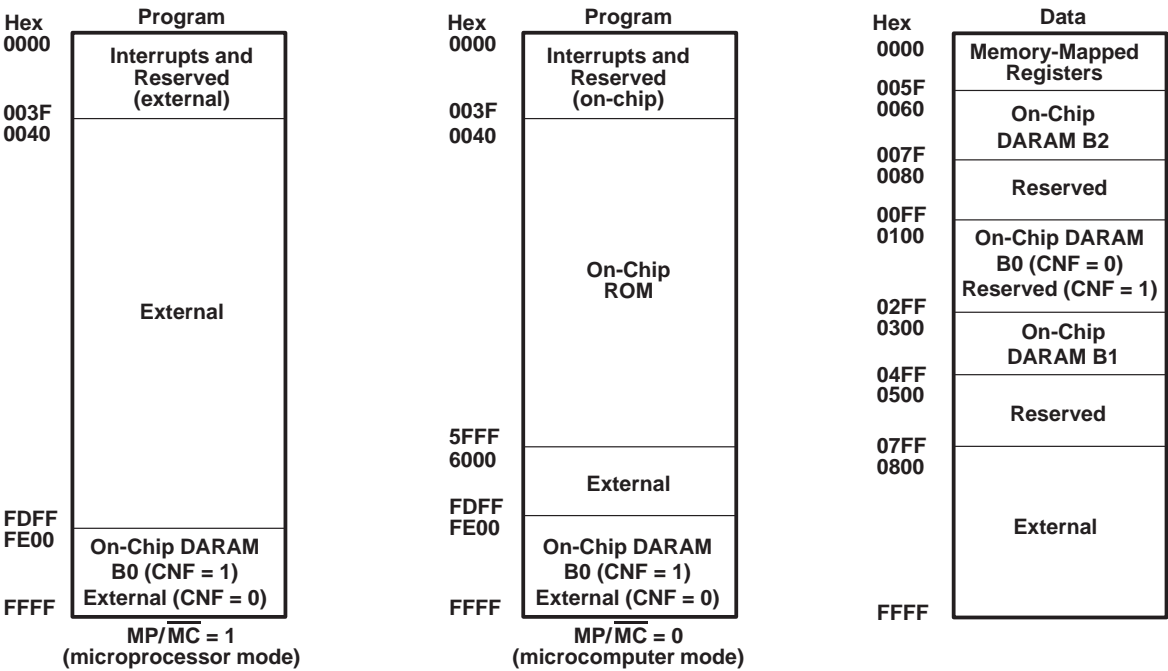 Hex
Program
0000
Interrupts and
Reserved
(external)
003F
0040
External
FDFF
FE00
On-Chip DARAM
B0 (CNF = 1)
External (CNF = 0)
FFFF
MP/MC = 1
(microprocessor mode)
Hex
Program
0000
Interrupts and
Reserved
(on-chip)
003F
0040
On-Chip
ROM
5FFF
6000
External
FDFF
FE00
On-Chip DARAM
B0 (CNF = 1)
External (CNF = 0)
FFFF
MP/MC = 0
(microcomputer mode)
Hex
Data
0000
Memory-Mapped
Registers
005F
0060
On-Chip
DARAM B2
007F
0080
Reserved
00FF
0100
On-Chip DARAM
B0 (CNF = 0)
Reserved (CNF = 1)
02FF
0300
On-Chip
DARAM B1
04FF
0500
Reserved
07FF
0800
External
FFFF